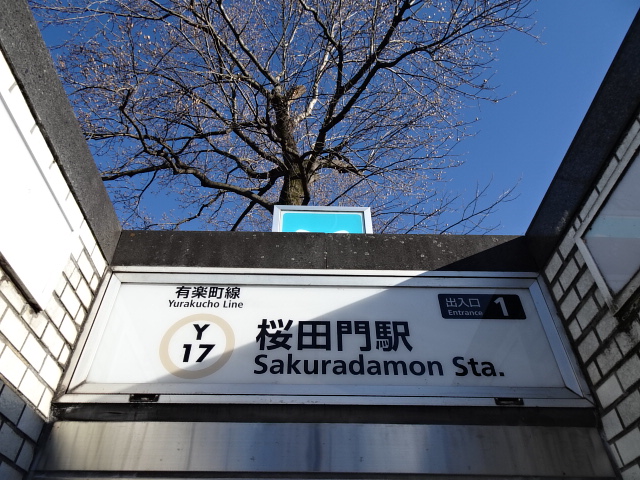 有楽町線
Yurakucho Line
Y
17
桜田門駅
Sakuradamon Sta.
出入口
Entrance
1